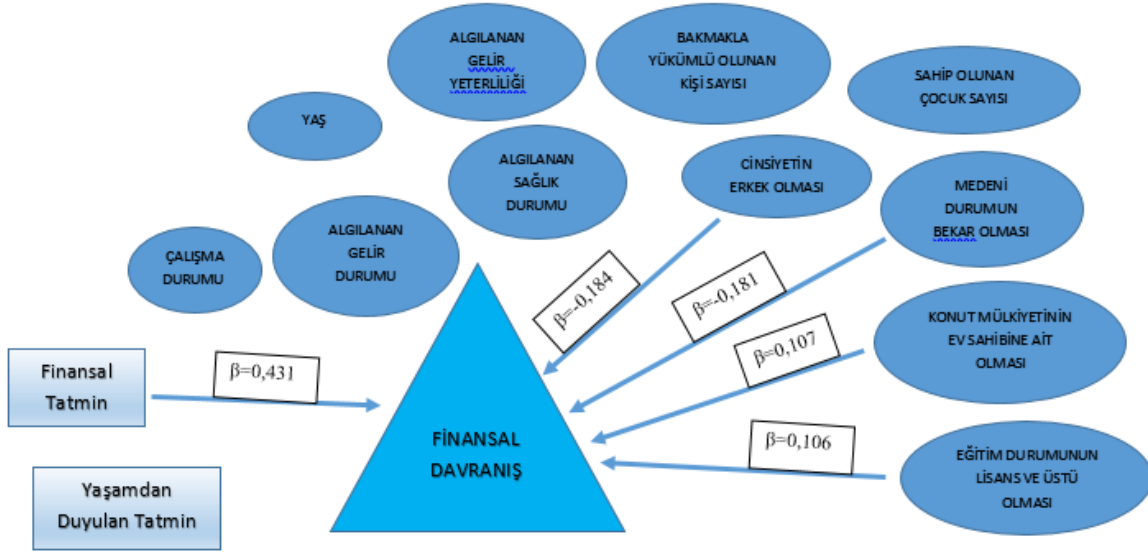 ALGILANAN
GELİR
YETERLİLİĞİ
BAKMAKLA
YÜKÜMLÜ OLUNAN
KİŞİ SAYISI
SAHİP OLUNAN
ÇOCUK SAYISI
YAŞ
ALGILANAN
SAĞLIK
DURUMU
CİNSİYETİN
ERKEK OLMASI
MEDENİ
DURUMUN
BEKAR OLMASI
ÇALIŞMA
DURUMU
ALGILANAN
GELİR
DURUMU
β=-0,184
β=-0,181
β=0,107
KONUT MÜLKİYETİNİN
EV SAHİBİNE AİT
OLMASI
Finansal
Tatmin
β=0,431
FİNANSAL
DAVRANIŞ
β=0,106
EĞİTİM DURUMUNUN
LİSANS VE ÜSTÜ
OLMASI
Yaşamdan
Duyulan Tatmin